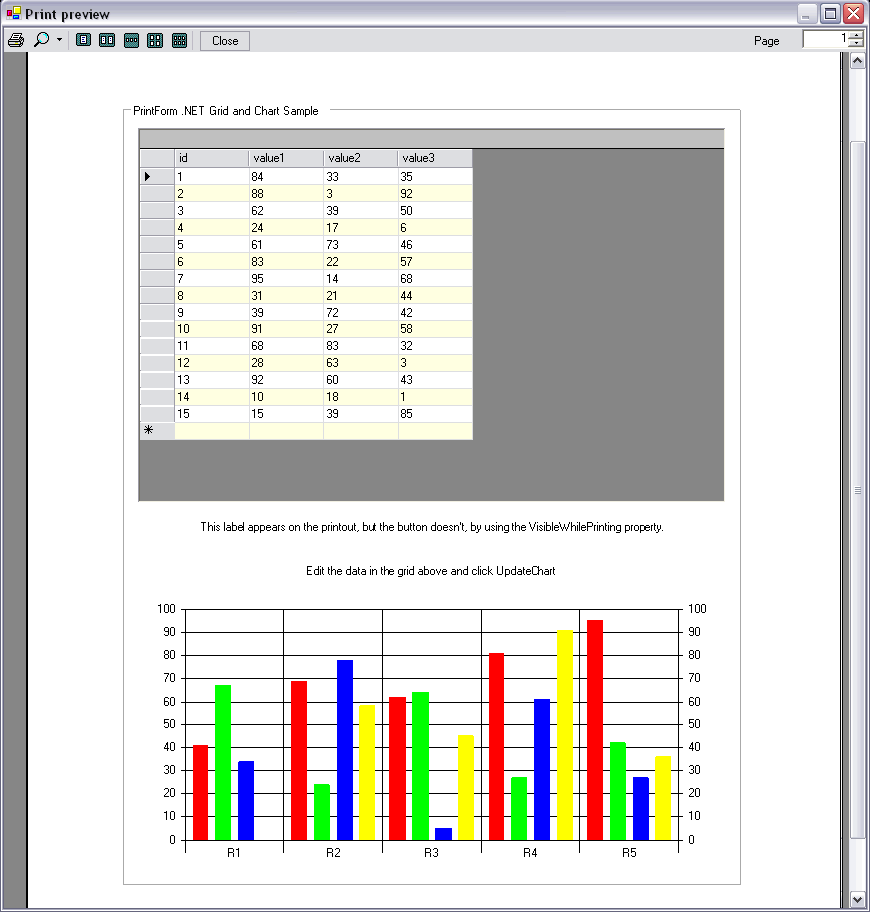 Print preview
Close Page 1
PrintForm .NET Grid and Chart Sample
id value1 value2 value3
1 84 33 35
2 88 3 92
3 62 39 50
4 24 17 6
5 61 73 46
6 83 22 57
7 95 14 68
8 31 21 44
9 39 72 42
10 91 27 58
11 68 83 32
12 28 63 3
13 92 60 43
14 10 18 1
15 15 39 85
*
This label appears on the printout, but the button doesn't, by using the VisibleWhilePrinting property.
Edit the data in the grid above and click UpdateChart
100 100
90 90
80 80
70 70
60 60
50 50
40 40
30 30
20 20
10 10
0 0
R1 R2 R3 R4 R5